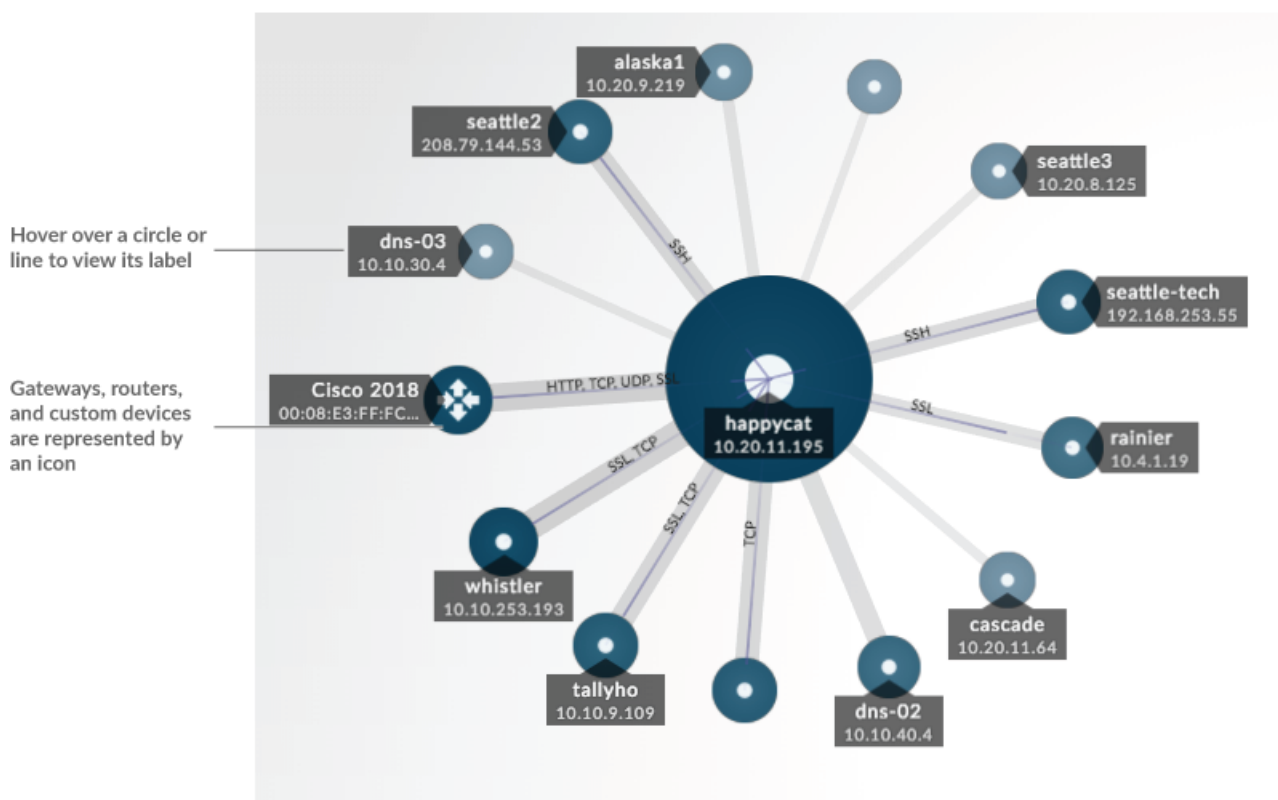 alaska1
10.20.9.219
seattle2
208.79.144.53
seattle3
10.20.8.125
Hover over a circle or
line to view its label
dns-03
10.10.30.4
SSH
seattle-tech
192.168.253.55
SSH
Gateways, routers,
and custom devices
are represented by
an icon
Cisco 2018
00:08:E3:FF:FC...
HTTP, TCP, UDP, SSL
happycat
10.20.11.195
SSL
rainier
10.4.1.19
SSL, TCP
SSL, TCP
TCP
whistler
10.10.253.193
cascade
10.20.11.64
tallyho
10.10.9.109
dns-02
10.10.40.4